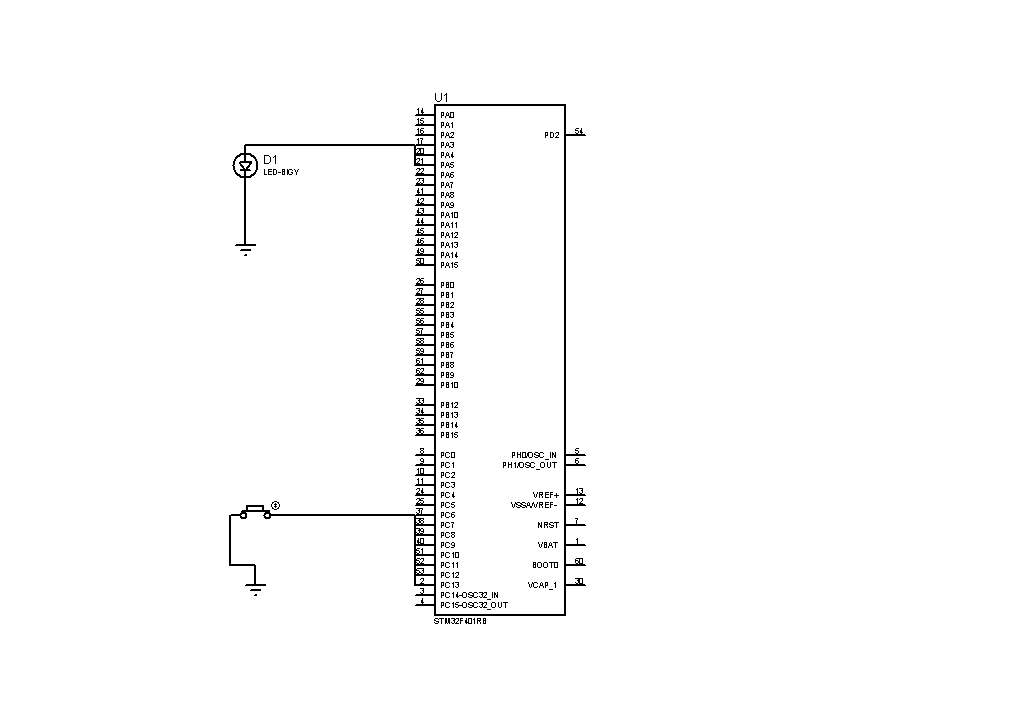 U1
14 PA0
15 PA1
16 PA2
54 PD2
17 PA3
20 PA4
21 PA5
D1
LED-BIGY
22 PA6
23 PA7
41 PA8
42 PA9
43 PA10
44 PA11
45 PA12
46 PA13
49 PA14
50 PA15
26 PB0
27 PB1
28 PB2
55 PB3
56 PB4
57 PB5
58 PB6
59 PB7
61 PB8
62 PB9
29 PB10
33 PB12
34 PB13
35 PB14
36 PB15
8 PC0
PH0/OSC_IN 5
9 PC1
PH1/OSC_OUT 6
10 PC2
11 PC3
24 PC4
VREF+ 13
25 PC5
VSSA/VREF- 12
37 PC6
38 PC7
NRST 7
39 PC8
40 PC9
VBAT 1
51 PC10
52 PC11
BOOT0 60
53 PC12
2 PC13
VCAP_1 30
3 PC14-OSC32_IN
4 PC15-OSC32_OUT
STM32F401RB